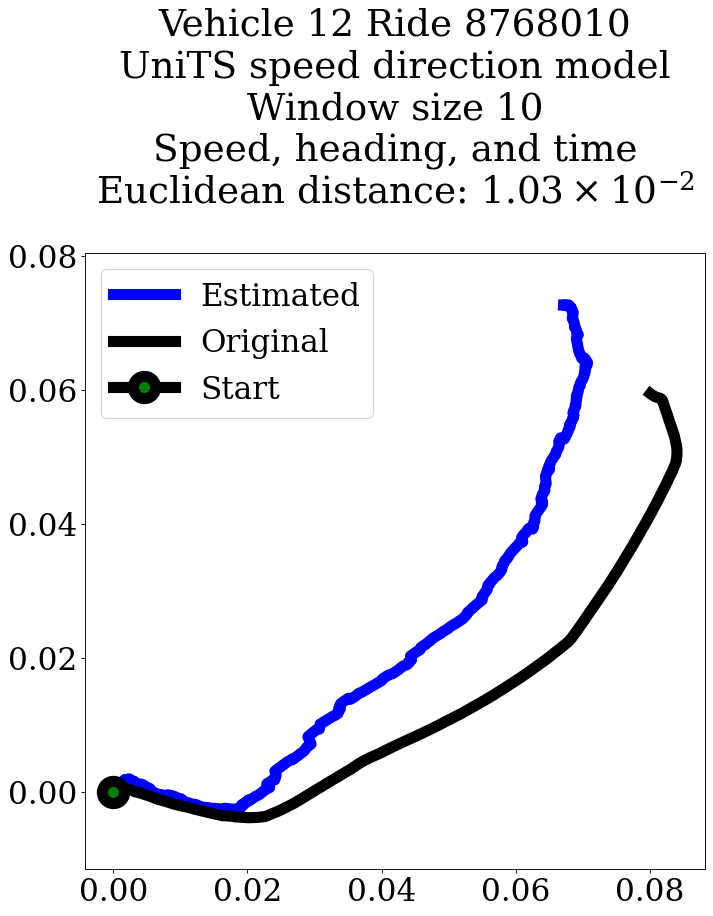 Vehicle 12 Ride 8768010
UniTS speed direction model
Window size 10
Speed, heading, and time
Euclidean distance: 1.03 × 10⁻²
0.08
0.06
0.04
0.02
0.00
Estimated
Original
Start
0.00 0.02 0.04 0.06 0.08